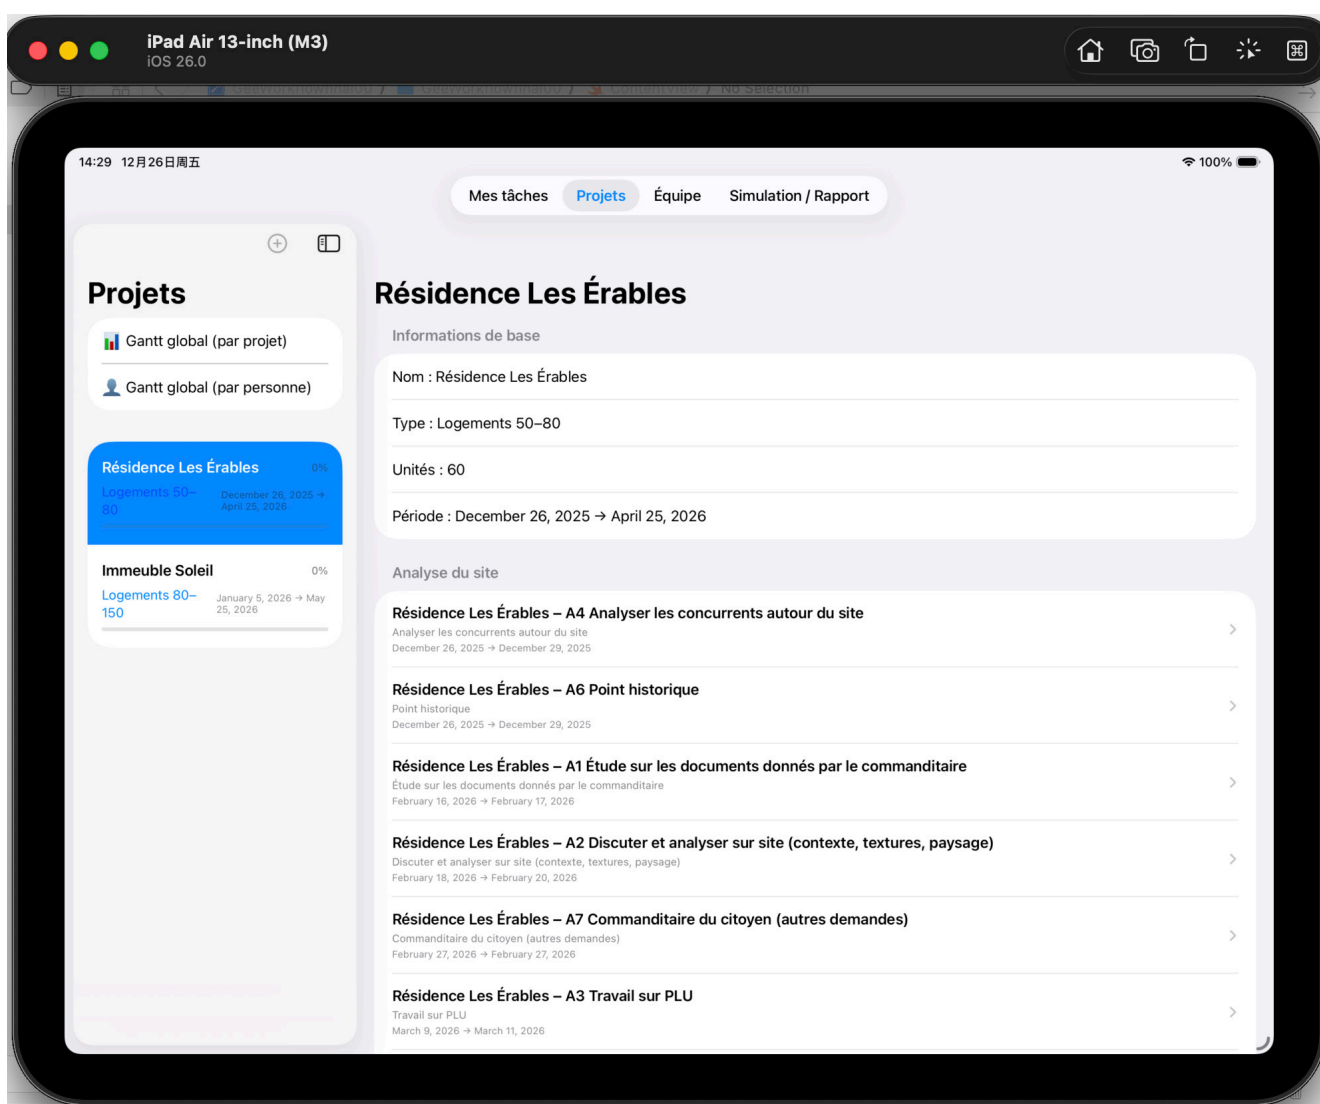 iPad Air 13-inch (M3)
iOS 26.0
GeeWorkflowmai00 / GeeWorkflowmai00 / ContentView / No Selection
14:29 12月26日周五
100%
Mes tâches Projets Équipe Simulation / Rapport
Projets
Gantt global (par projet)
Gantt global (par personne)
Résidence Les Érables 0%
Logements 50–80
December 26, 2025 → April 25, 2026
Immeuble Soleil 0%
Logements 80–150
January 5, 2026 → May 25, 2026
Résidence Les Érables
Informations de base
Nom : Résidence Les Érables
Type : Logements 50–80
Unités : 60
Période : December 26, 2025 → April 25, 2026
Analyse du site
Résidence Les Érables – A4 Analyser les concurrents autour du site
Analyser les concurrents autour du site
December 26, 2025 → December 29, 2025
Résidence Les Érables – A6 Point historique
Point historique
December 26, 2025 → December 29, 2025
Résidence Les Érables – A1 Étude sur les documents donnés par le commanditaire
Étude sur les documents donnés par le commanditaire
February 16, 2026 → February 17, 2026
Résidence Les Érables – A2 Discuter et analyser sur site (contexte, textures, paysage)
Discuter et analyser sur site (contexte, textures, paysage)
February 18, 2026 → February 20, 2026
Résidence Les Érables – A7 Commanditaire du citoyen (autres demandes)
Commanditaire du citoyen (autres demandes)
February 27, 2026 → February 27, 2026
Résidence Les Érables – A3 Travail sur PLU
Travail sur PLU
March 9, 2026 → March 11, 2026